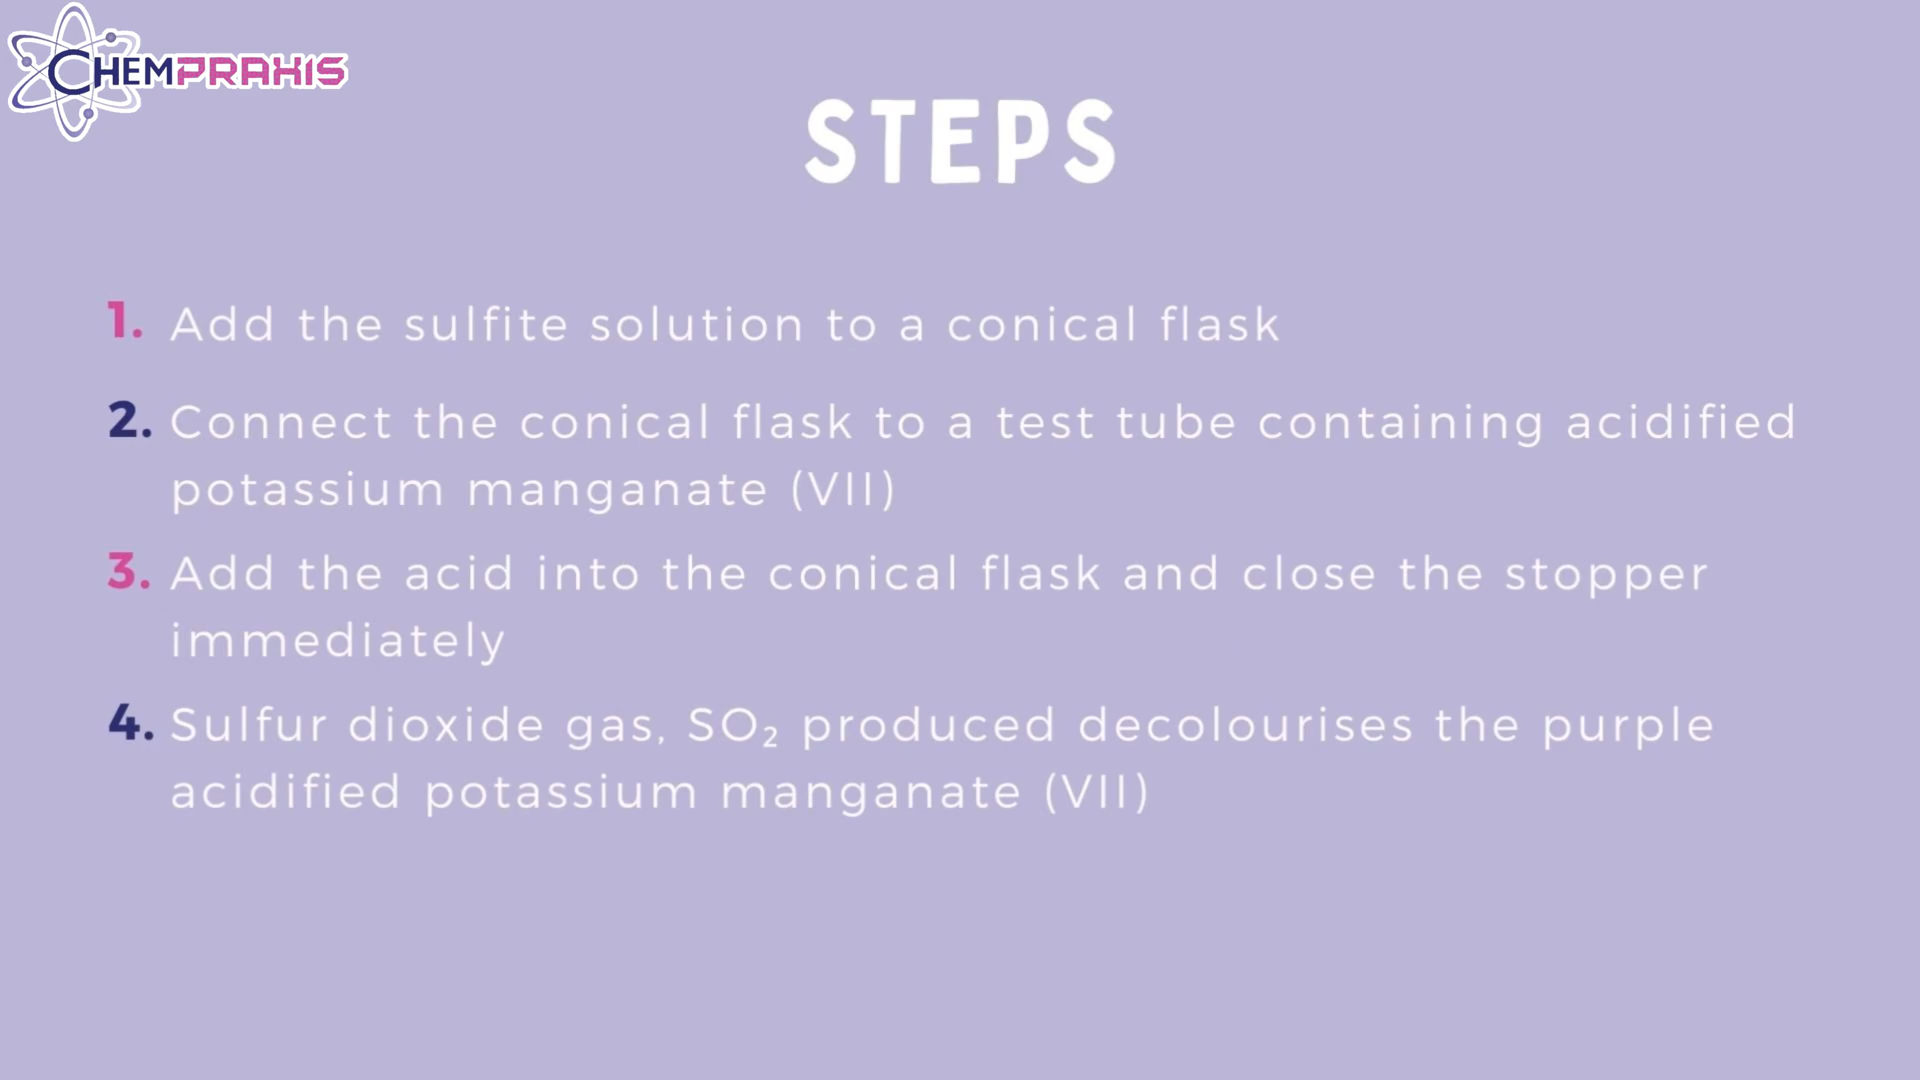 CHEMPRAXIS
STEPS
1. Add the sulfite solution to a conical flask
2. Connect the conical flask to a test tube containing acidified
potassium manganate (VII)
3. Add the acid into the conical flask and close the stopper
immediately
4. Sulfur dioxide gas, SO₂ produced decolourises the purple
acidified potassium manganate (VII)